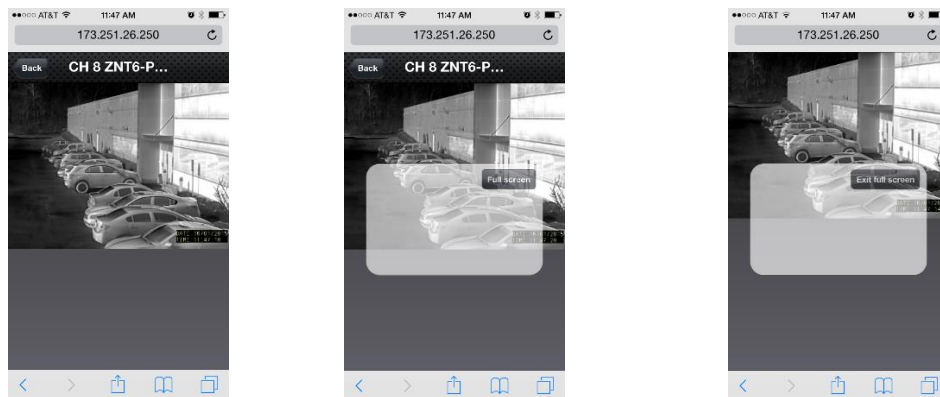 AT&T 11:47 AM
173.251.26.250
Back CH 8 ZNT6-P...
AT&T 11:47 AM
173.251.26.250
Back CH 8 ZNT6-P...
Full screen
AT&T 11:47 AM
173.251.26.250
Exit full screen